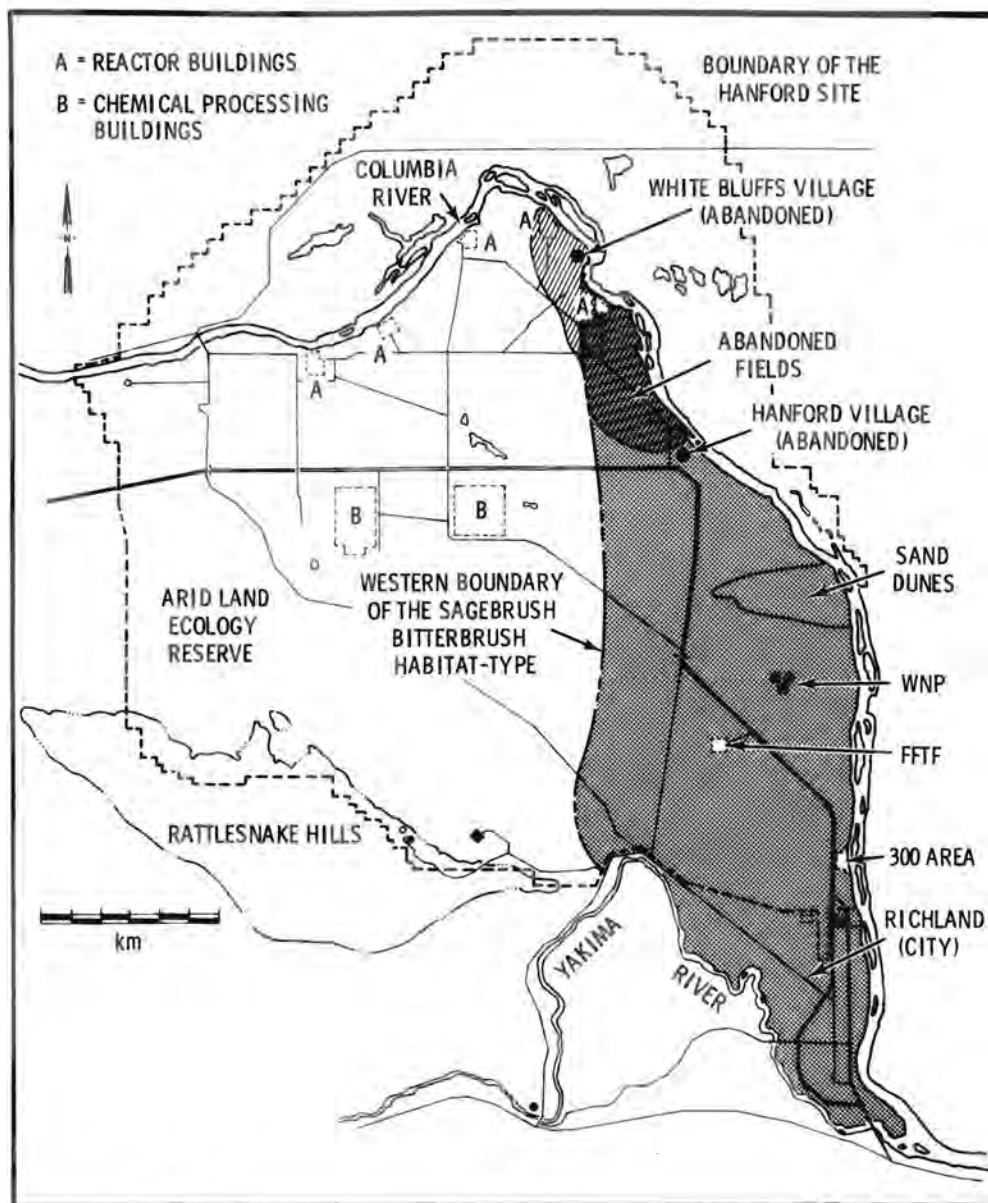 A = REACTOR BUILDINGS
B = CHEMICAL PROCESSING
BUILDINGS
BOUNDARY OF THE
HANFORD SITE
N
COLUMBIA
RIVER
WHITE BLUFFS VILLAGE
(ABANDONED)
A
A
A
A
A
ABANDONED
FIELDS
HANFORD VILLAGE
(ABANDONED)
B
B
SAND
DUNES
ARID LAND
ECOLOGY
RESERVE
WESTERN BOUNDARY
OF THE SAGEBRUSH
BITTERBRUSH
HABITAT-TYPE
WNP
FFTF
RATTLESNAKE HILLS
300 AREA
RICHLAND
(CITY)
km
YAKIMA
RIVER